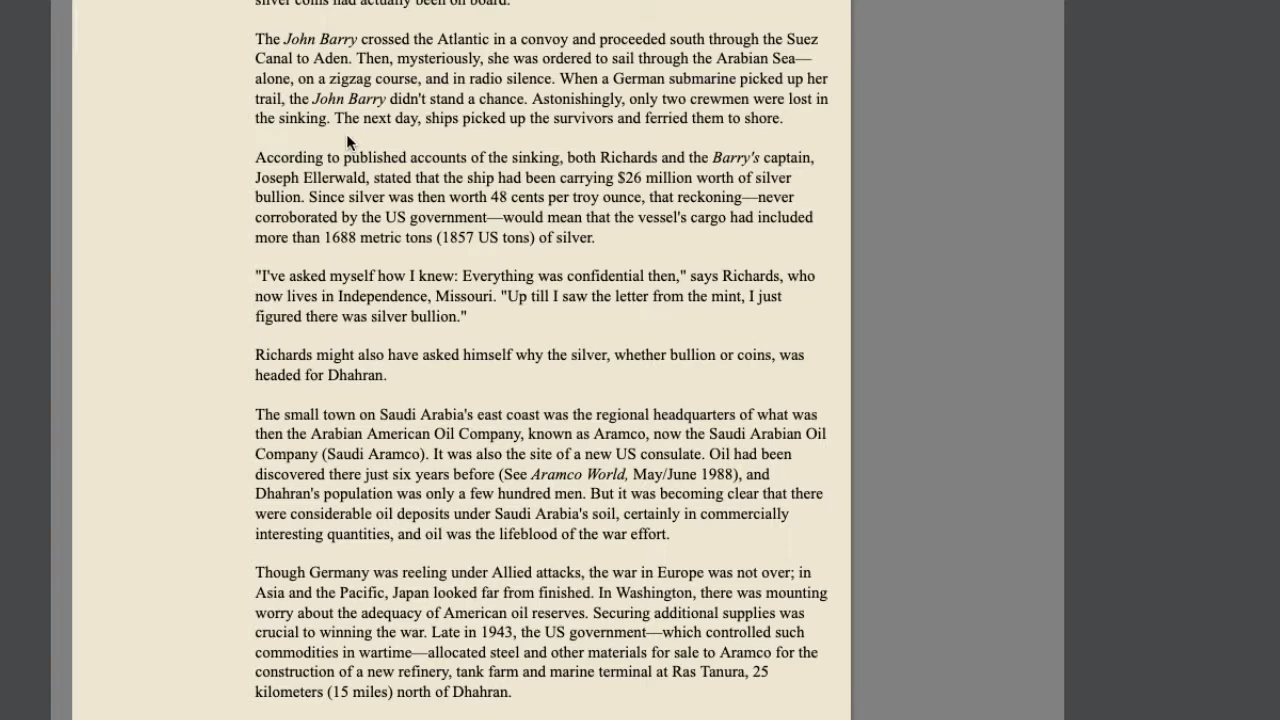 silver coins had actually been on board.
The John Barry crossed the Atlantic in a convoy and proceeded south through the Suez
Canal to Aden. Then, mysteriously, she was ordered to sail through the Arabian Sea—
alone, on a zigzag course, and in radio silence. When a German submarine picked up her
trail, the John Barry didn't stand a chance. Astonishingly, only two crewmen were lost in
the sinking. The next day, ships picked up the survivors and ferried them to shore.
According to published accounts of the sinking, both Richards and the Barry's captain,
Joseph Ellerwald, stated that the ship had been carrying $26 million worth of silver
bullion. Since silver was then worth 48 cents per troy ounce, that reckoning—never
corroborated by the US government—would mean that the vessel's cargo had included
more than 1688 metric tons (1857 US tons) of silver.
"I've asked myself how I knew: Everything was confidential then," says Richards, who
now lives in Independence, Missouri. "Up till I saw the letter from the mint, I just
figured there was silver bullion."
Richards might also have asked himself why the silver, whether bullion or coins, was
headed for Dhahran.
The small town on Saudi Arabia's east coast was the regional headquarters of what was
then the Arabian American Oil Company, known as Aramco, now the Saudi Arabian Oil
Company (Saudi Aramco). It was also the site of a new US consulate. Oil had been
discovered there just six years before (See Aramco World, May/June 1988), and
Dhahran's population was only a few hundred men. But it was becoming clear that there
were considerable oil deposits under Saudi Arabia's soil, certainly in commercially
interesting quantities, and oil was the lifeblood of the war effort.
Though Germany was reeling under Allied attacks, the war in Europe was not over; in
Asia and the Pacific, Japan looked far from finished. In Washington, there was mounting
worry about the adequacy of American oil reserves. Securing additional supplies was
crucial to winning the war. Late in 1943, the US government—which controlled such
commodities in wartime—allocated steel and other materials for sale to Aramco for the
construction of a new refinery, tank farm and marine terminal at Ras Tanura, 25
kilometers (15 miles) north of Dhahran.